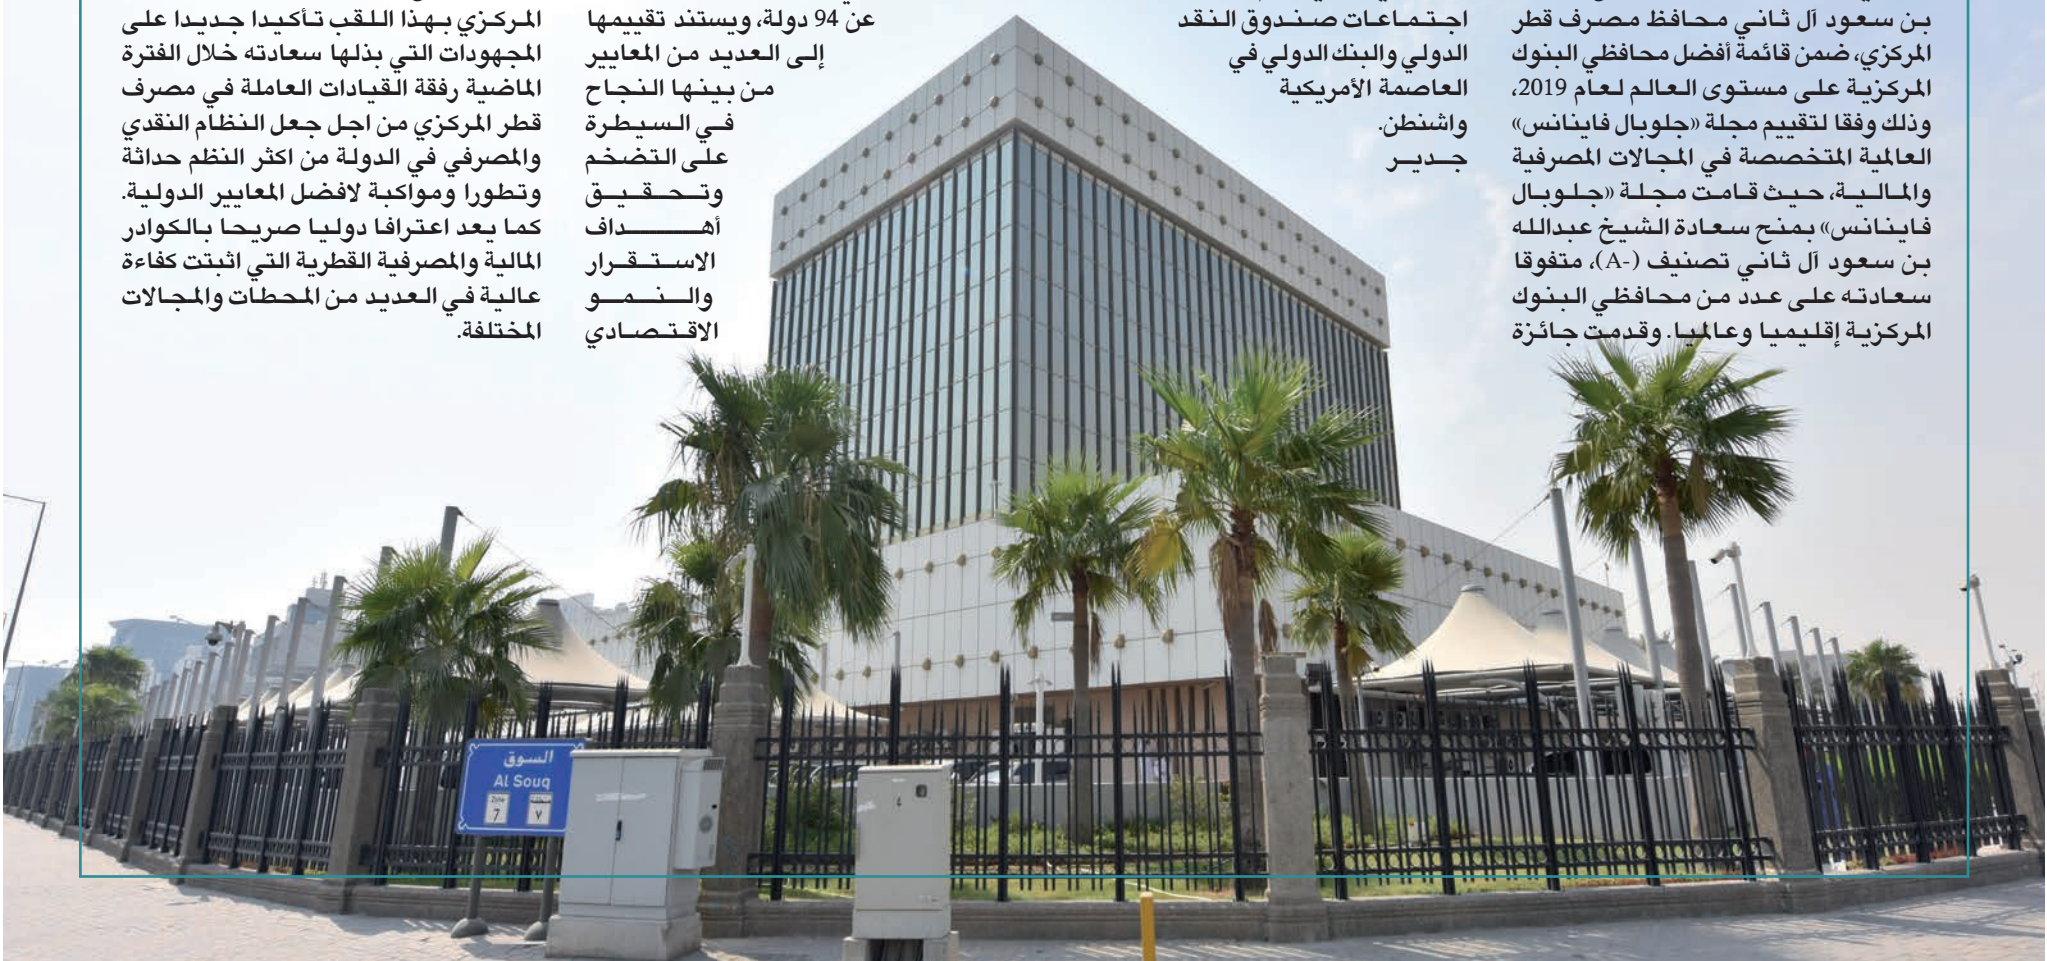 بن سعود آل ثاني محافظ مصرف قطر
المركزي، ضمن قائمة أفضل محافظي البنوك
المركزية على مستوى العالم لعام 2019،
وذلك وفقا لتقييم مجلة «جلوبال فاينانس»
العالمية المتخصصة في المجالات المصرفية
والمالية، حيث قامت مجلة «جلوبال
فاينانس» بمنح سعادة الشيخ عبدالله
بن سعود آل ثاني تصنيف (A-)، متفوقا
سعادته على عدد من محافظي البنوك
المركزية إقليميا وعالميا. وقدمت جائزة
اجتماعات صندوق النقد
الدولي والبنك الدولي في
العاصمة الأمريكية
واشنطن.
جدير
عن 94 دولة، ويستند تقييمها
إلى العديد من المعايير
من بينها النجاح
في السيطرة
على التضخم
وتحقيق
أهداف
الاستقرار
والنمو
الاقتصادي
المركزي بهذا اللقب تأكيدا جديدا على
المجهودات التي بذلها سعادته خلال الفترة
الماضية رفقة القيادات العاملة في مصرف
قطر المركزي من اجل جعل النظام النقدي
والمصرفي في الدولة من اكثر النظم حداثة
وتطورا ومواكبة لافضل المعايير الدولية.
كما يعد اعترافا دوليا صريحا بالكوادر
المالية والمصرفية القطرية التي اثبتت كفاءة
عالية في العديد من المحطات والمجالات
المختلفة.
السوق
Al Souq
Zone منطقة
7 ٧